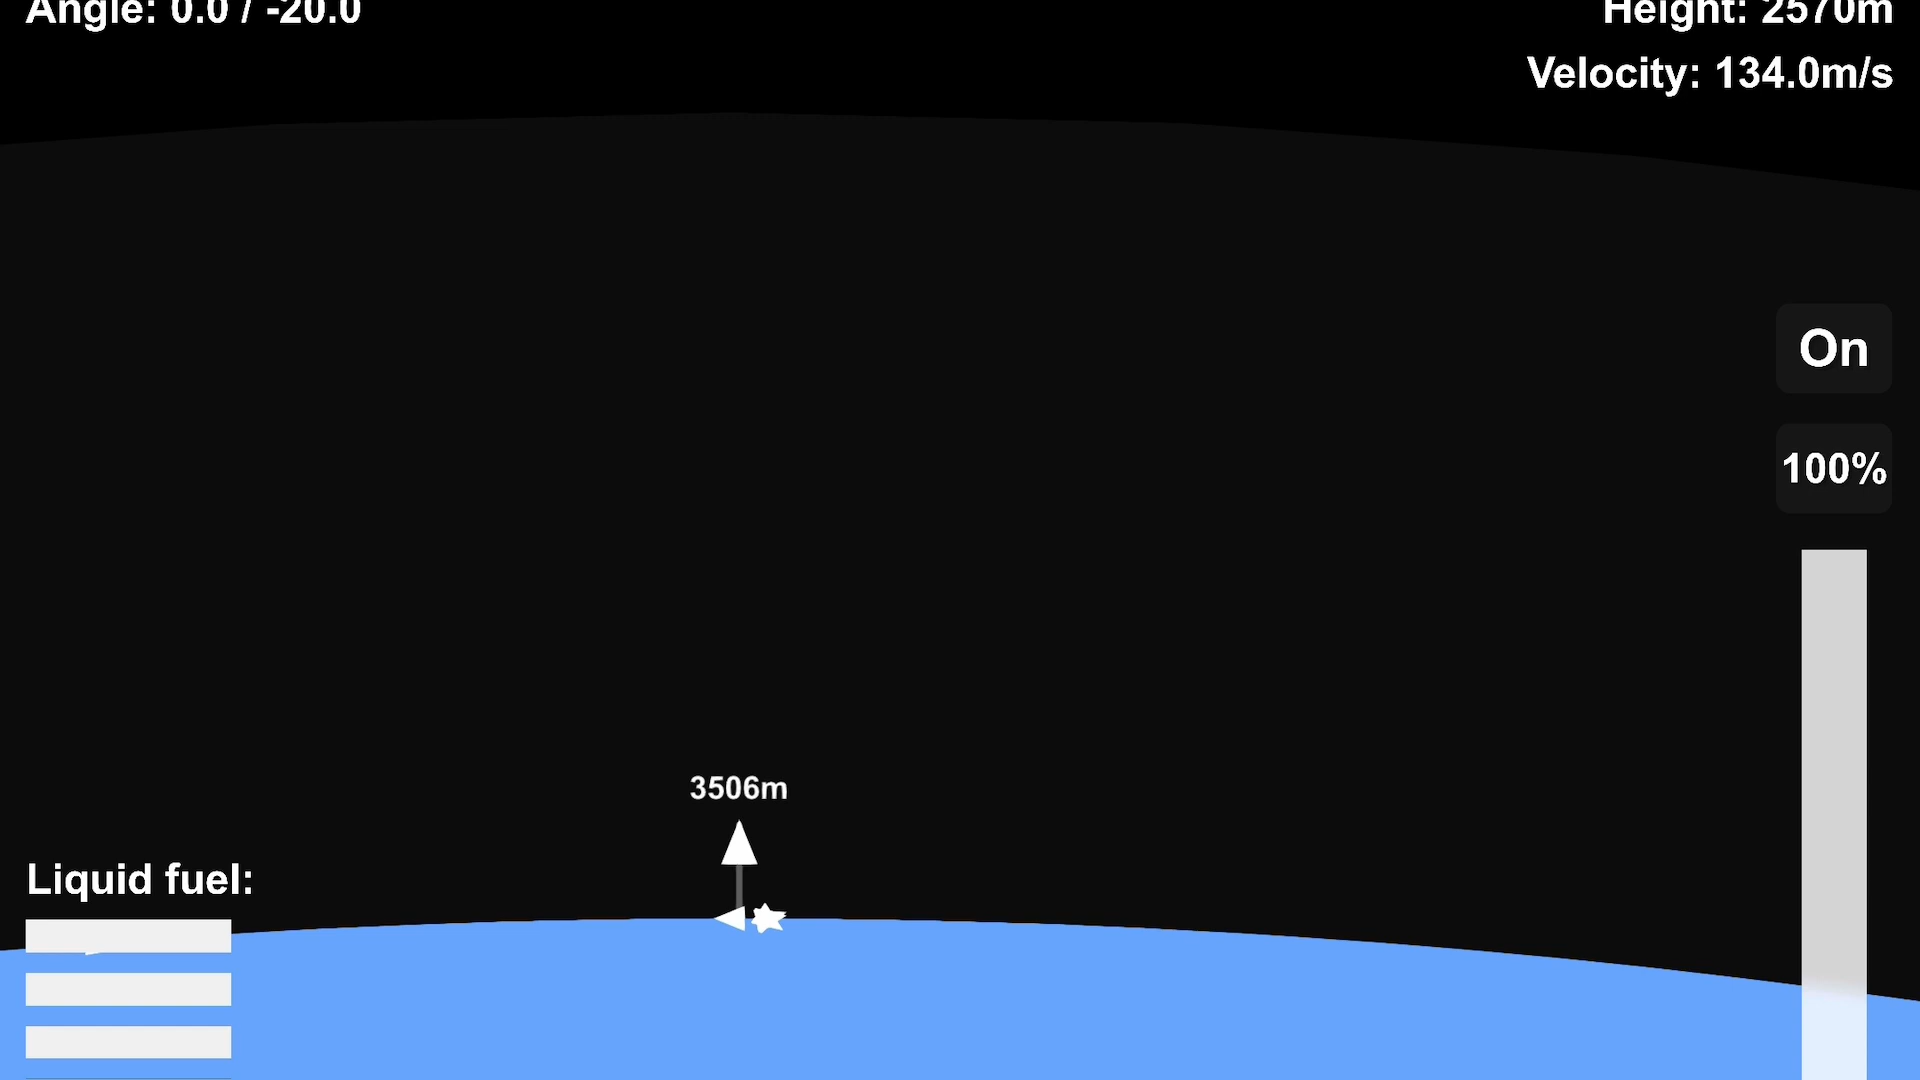 Angle: 0.0 / -20.0
Height: 2570m
Velocity: 134.0m/s
On
100%
3506m
Liquid fuel: